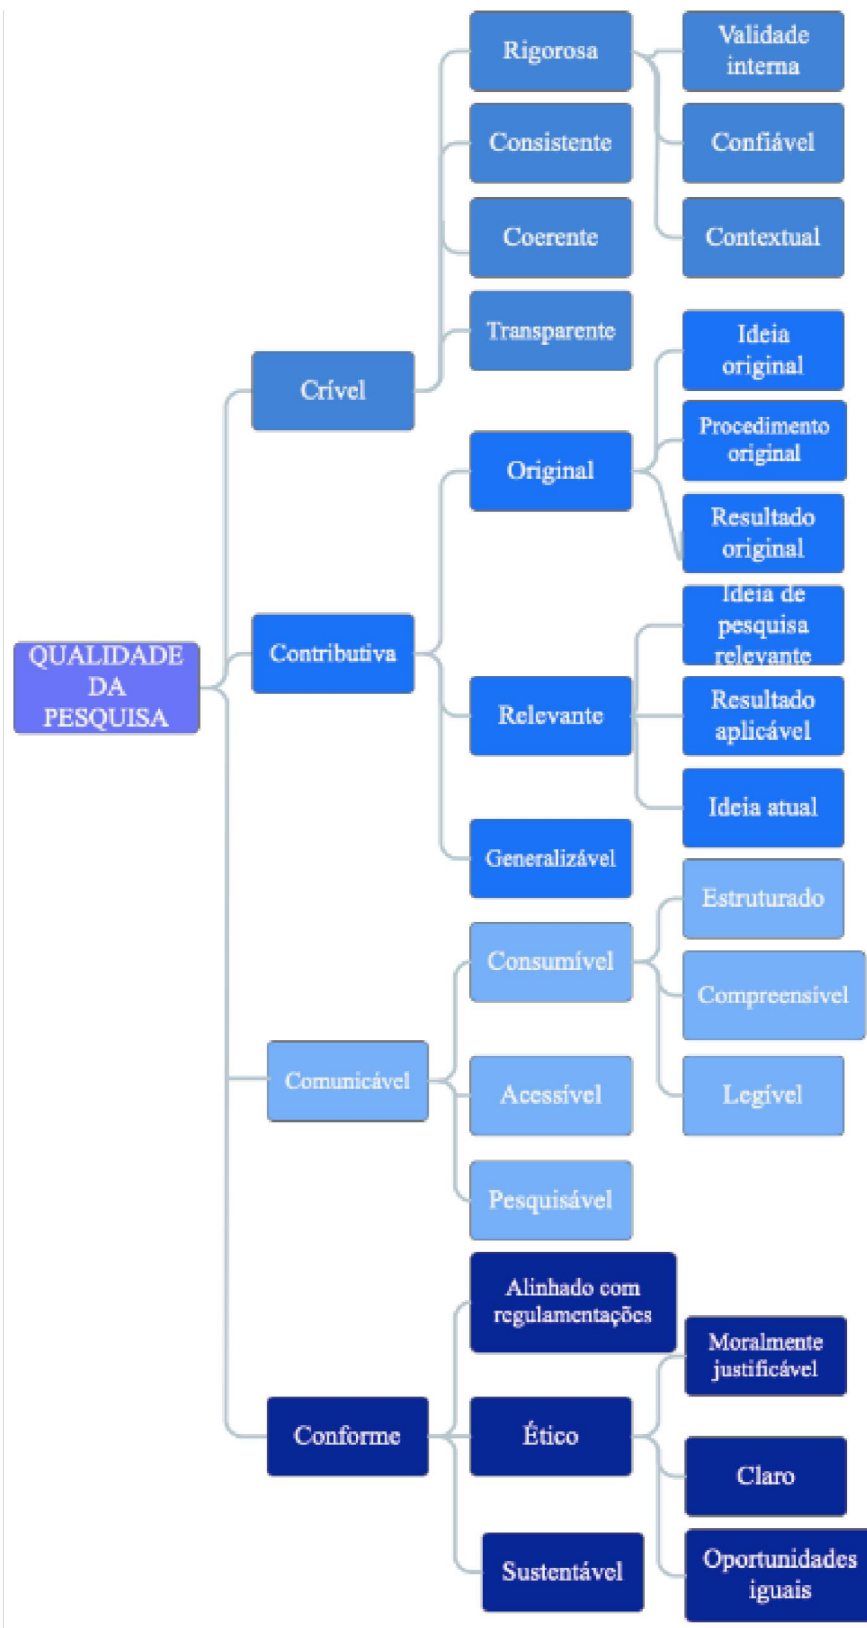 QUALIDADE
DA
PESQUISA
Crível
Rigorosa
Validade
interna
Confiável
Contextual
Consistente
Coerente
Transparente
Contributiva
Original
Ideia
original
Procedimento
original
Resultado
original
Relevante
Ideia de
pesquisa
relevante
Resultado
aplicável
Ideia atual
Generalizável
Comunicável
Consumível
Estruturado
Compreensível
Legível
Acessível
Pesquisável
Conforme
Alinhado com
regulamentações
Ético
Moralmente
justificável
Claro
Oportunidades
iguais
Sustentável